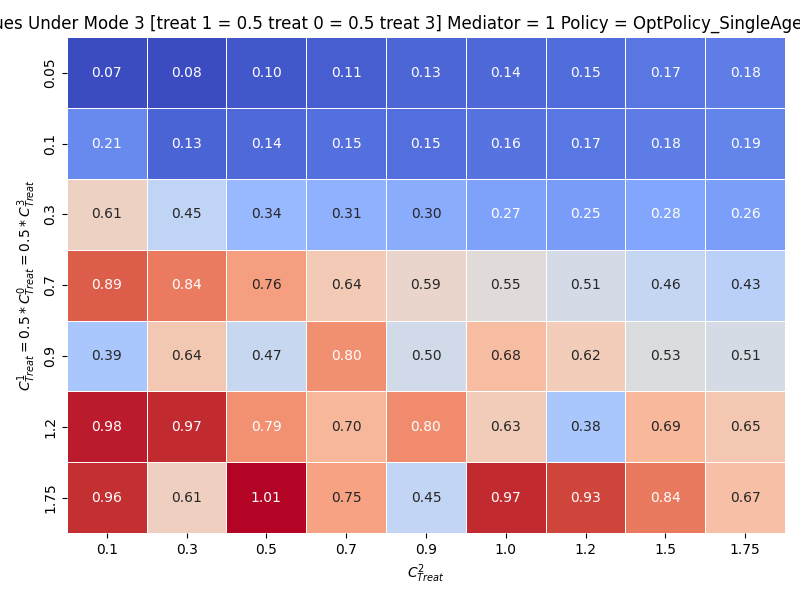 ues Under Mode 3 [treat 1 = 0.5 treat 0 = 0.5 treat 3] Mediator = 1 Policy = OptPolicy_SingleAge
0.05 0.07 0.08 0.10 0.11 0.13 0.14 0.15 0.17 0.18
0.1 0.21 0.13 0.14 0.15 0.15 0.16 0.17 0.18 0.19
0.3 0.61 0.45 0.34 0.31 0.30 0.27 0.25 0.28 0.26
0.7 0.89 0.84 0.76 0.64 0.59 0.55 0.51 0.46 0.43
0.9 0.39 0.64 0.47 0.80 0.50 0.68 0.62 0.53 0.51
1.2 0.98 0.97 0.79 0.70 0.80 0.63 0.38 0.69 0.65
1.75 0.96 0.61 1.01 0.75 0.45 0.97 0.93 0.84 0.67
0.1 0.3 0.5 0.7 0.9 1.0 1.2 1.5 1.75
C^2_{Treat}
C^1_{Treat} = 0.5 * C^0_{Treat} = 0.5 * C^3_{Treat}